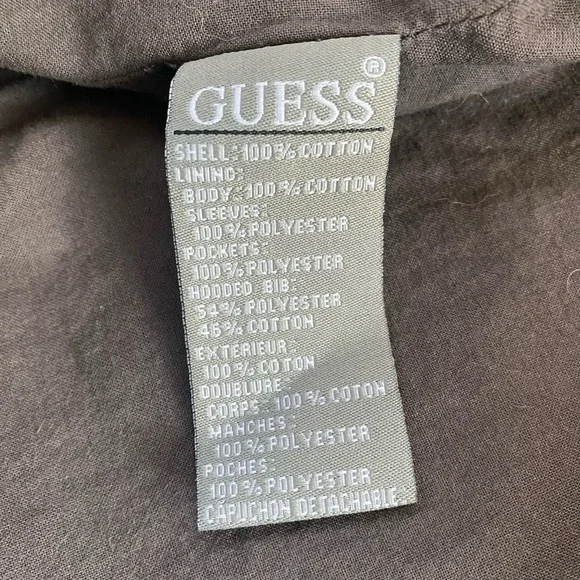 GUESS®
SHELL: 100% COTTON
LINING:
BODY: 100% COTTON
SLEEVES:
100% POLYESTER
POCKETS:
100% POLYESTER
HOODED BIB:
54% POLYESTER
46% COTTON
EXTERIEUR:
100% COTON
DOUBLURE
CORPS: 100% COTON
MANCHES:
100% POLYESTER
POCHES:
100% POLYESTER
CAPUCHON DETACHABLE